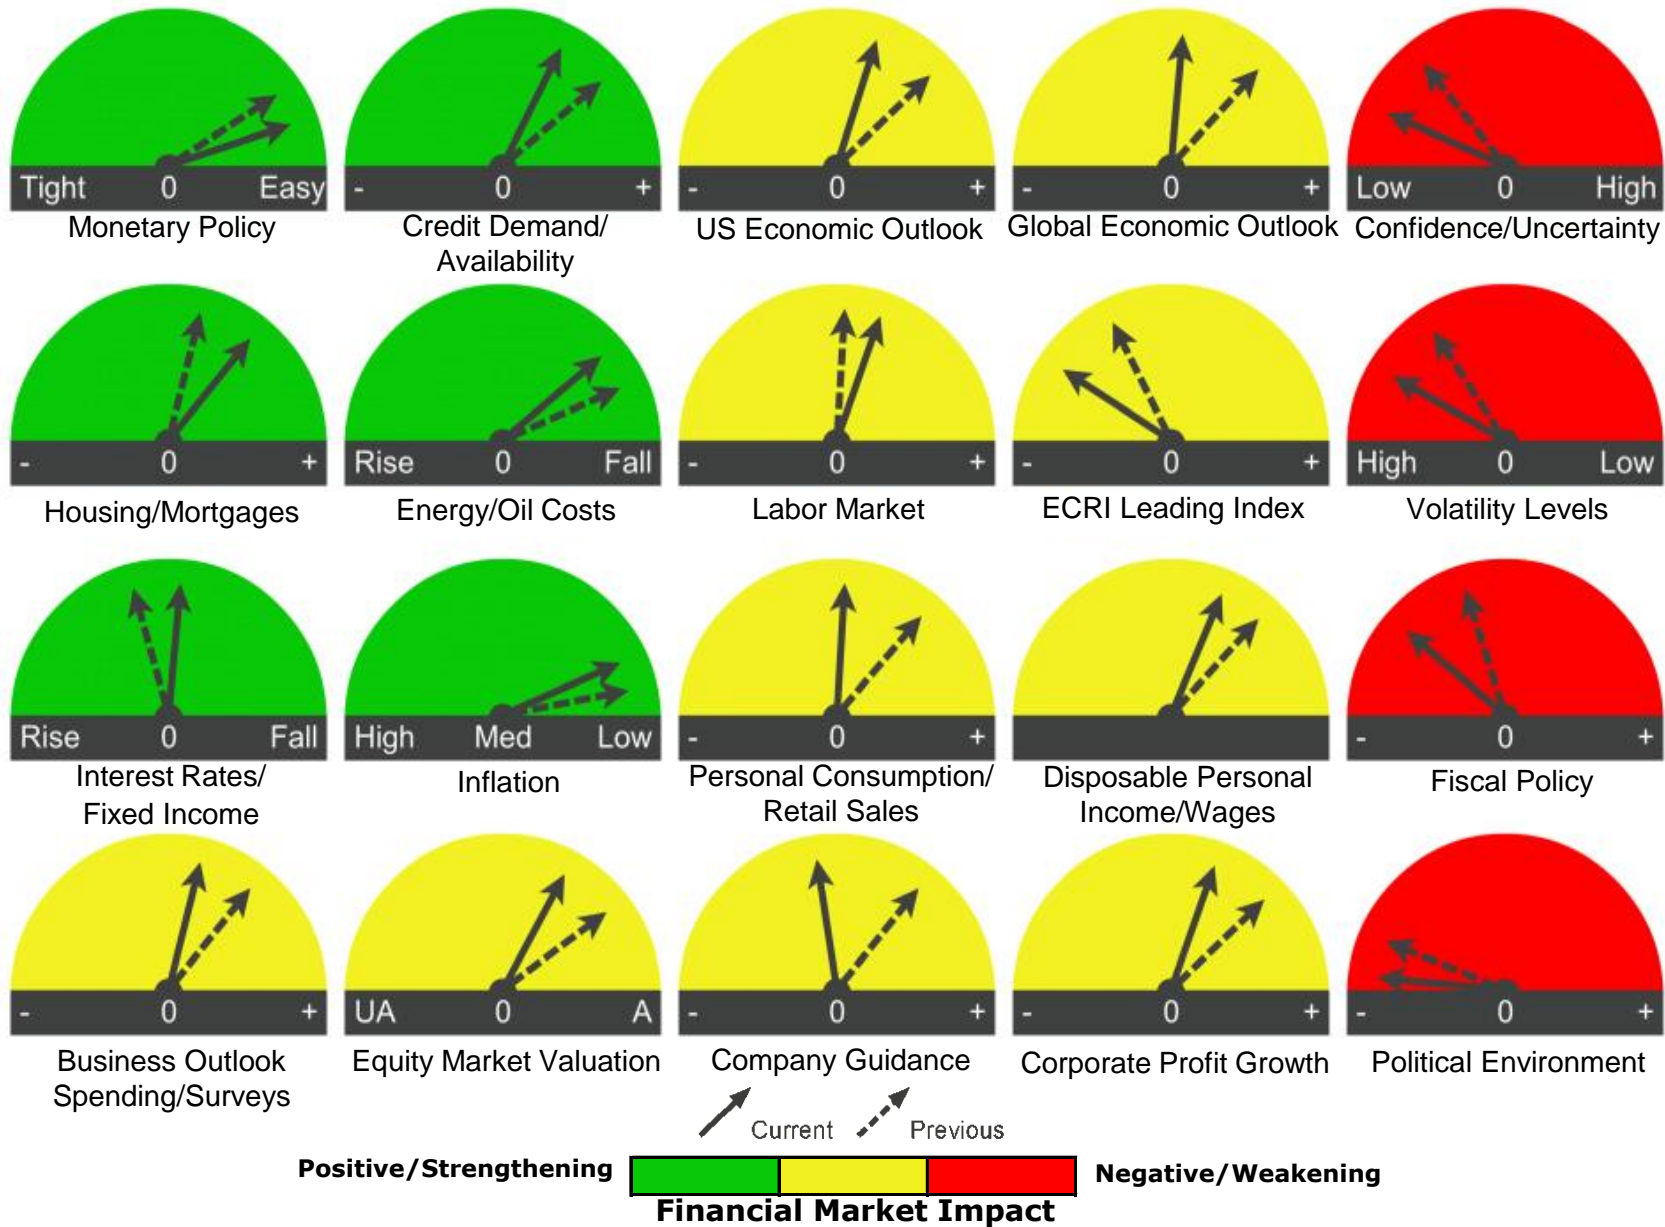 Tight 0 Easy
Monetary Policy
- 0 +
Credit Demand/
Availability
- 0 +
US Economic Outlook
- 0 +
Global Economic Outlook
Low 0 High
Confidence/Uncertainty
- 0 +
Housing/Mortgages
Rise 0 Fall
Energy/Oil Costs
- 0 +
Labor Market
- 0 +
ECRI Leading Index
High 0 Low
Volatility Levels
Rise 0 Fall
Interest Rates/
Fixed Income
High Med Low
Inflation
- 0 +
Personal Consumption/
Retail Sales
Disposable Personal
Income/Wages
- 0 +
Fiscal Policy
- 0 +
Business Outlook
Spending/Surveys
UA 0 A
Equity Market Valuation
- 0 +
Company Guidance
- 0 +
Corporate Profit Growth
- 0 +
Political Environment
Current Previous
Positive/Strengthening Negative/Weakening
Financial Market Impact